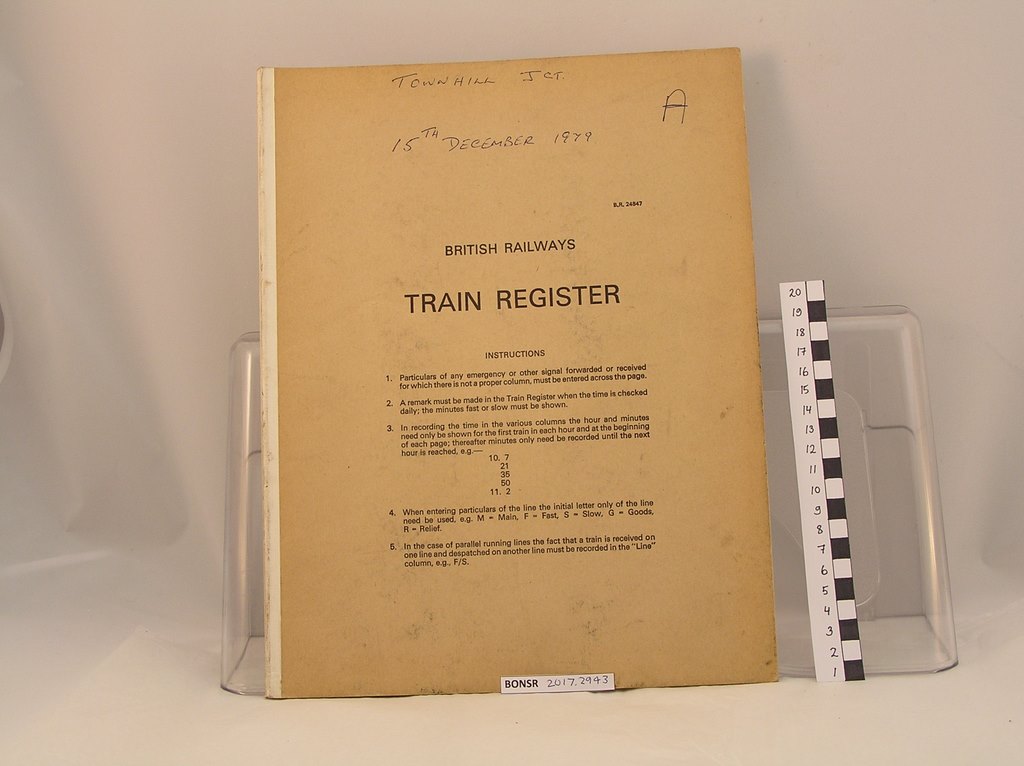 TOWNHILL JCT.
A
15TH DECEMBER 1979
B.R. 24847
BRITISH RAILWAYS
TRAIN REGISTER
INSTRUCTIONS
1. Particulars of any emergency or other signal forwarded or received
for which there is not a proper column, must be entered across the page.
2. A remark must be made in the Train Register when the time is checked
daily; the minutes fast or slow must be shown.
3. In recording the time in the various columns the hour and minutes
need only be shown for the first train in each hour and at the beginning
of each page; thereafter minutes only need be recorded until the next
hour is reached, e.g.—
10. 7
21
35
50
11. 2
4. When entering particulars of the line the initial letter only of the line
need be used, e.g. M = Main, F = Fast, S = Slow, G = Goods,
R = Relief.
5. In the case of parallel running lines the fact that a train is received on
one line and despatched on another line must be recorded in the "Line"
column, e.g., F/S.
BONSR 2017.2943
20
19
18
17
16
15
14
13
12
11
10
9
8
7
6
5
4
3
2
1